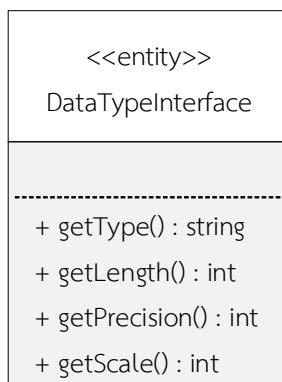 <<entity>>
DataTypeInterface
+ getType() : string
+ getLength() : int
+ getPrecision() : int
+ getScale() : int